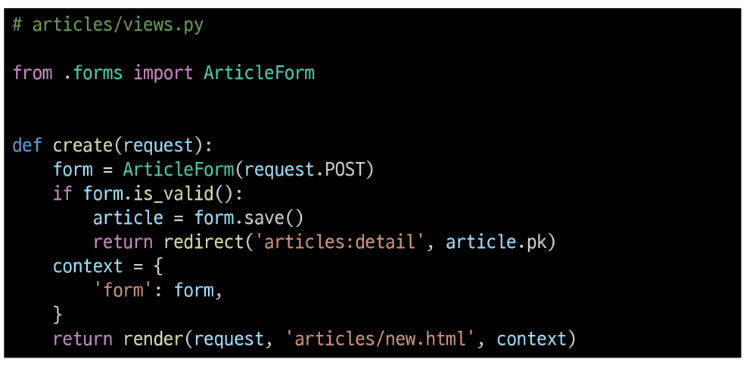 # articles/views.py
from .forms import ArticleForm
def create(request):
    form = ArticleForm(request.POST)
    if form.is_valid():
        article = form.save()
        return redirect('articles:detail', article.pk)
    context = {
        'form': form,
    }
    return render(request, 'articles/new.html', context)